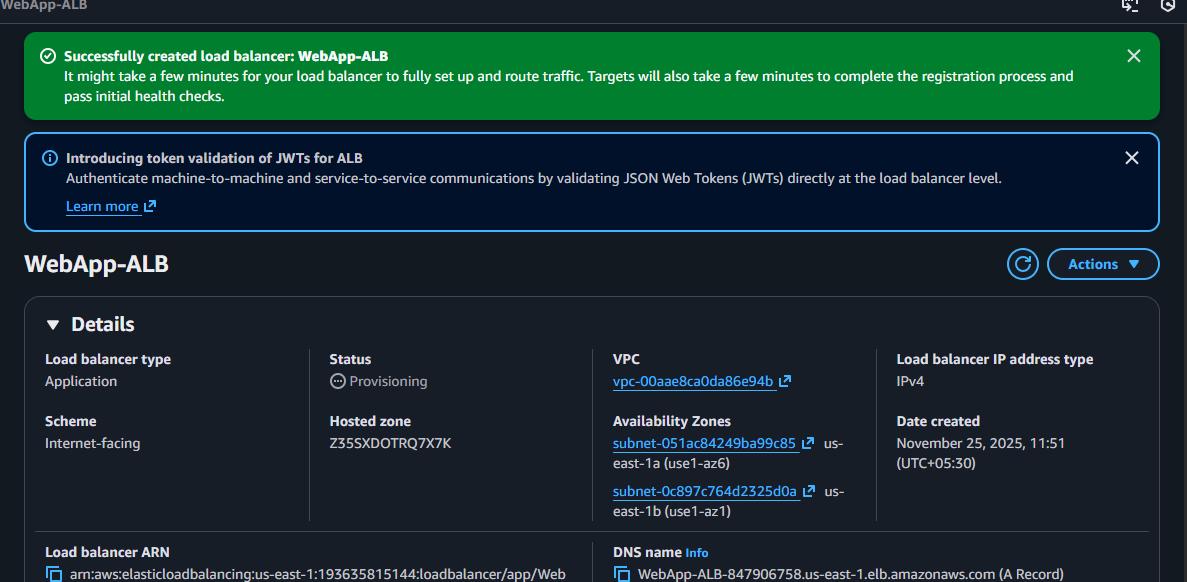 WebApp-ALB
Successfully created load balancer: WebApp-ALB
It might take a few minutes for your load balancer to fully set up and route traffic. Targets will also take a few minutes to complete the registration process and
pass initial health checks.
Introducing token validation of JWTs for ALB
Authenticate machine-to-machine and service-to-service communications by validating JSON Web Tokens (JWTs) directly at the load balancer level.
Learn more
WebApp-ALB
Actions
Details
Load balancer type
Application
Status
Provisioning
VPC
vpc-00aae8ca0da86e94b
Load balancer IP address type
IPv4
Scheme
Internet-facing
Hosted zone
Z35SXDOTRQ7X7K
Availability Zones
subnet-051ac84249ba99c85 us-
east-1a (use1-az6)
subnet-0c897c764d2325d0a us-
east-1b (use1-az1)
Date created
November 25, 2025, 11:51
(UTC+05:30)
Load balancer ARN
arn:aws:elasticloadbalancing:us-east-1:193635815144:loadbalancer/app/Web
DNS name Info
WebApp-ALB-847906758.us-east-1.elb.amazonaws.com (A Record)